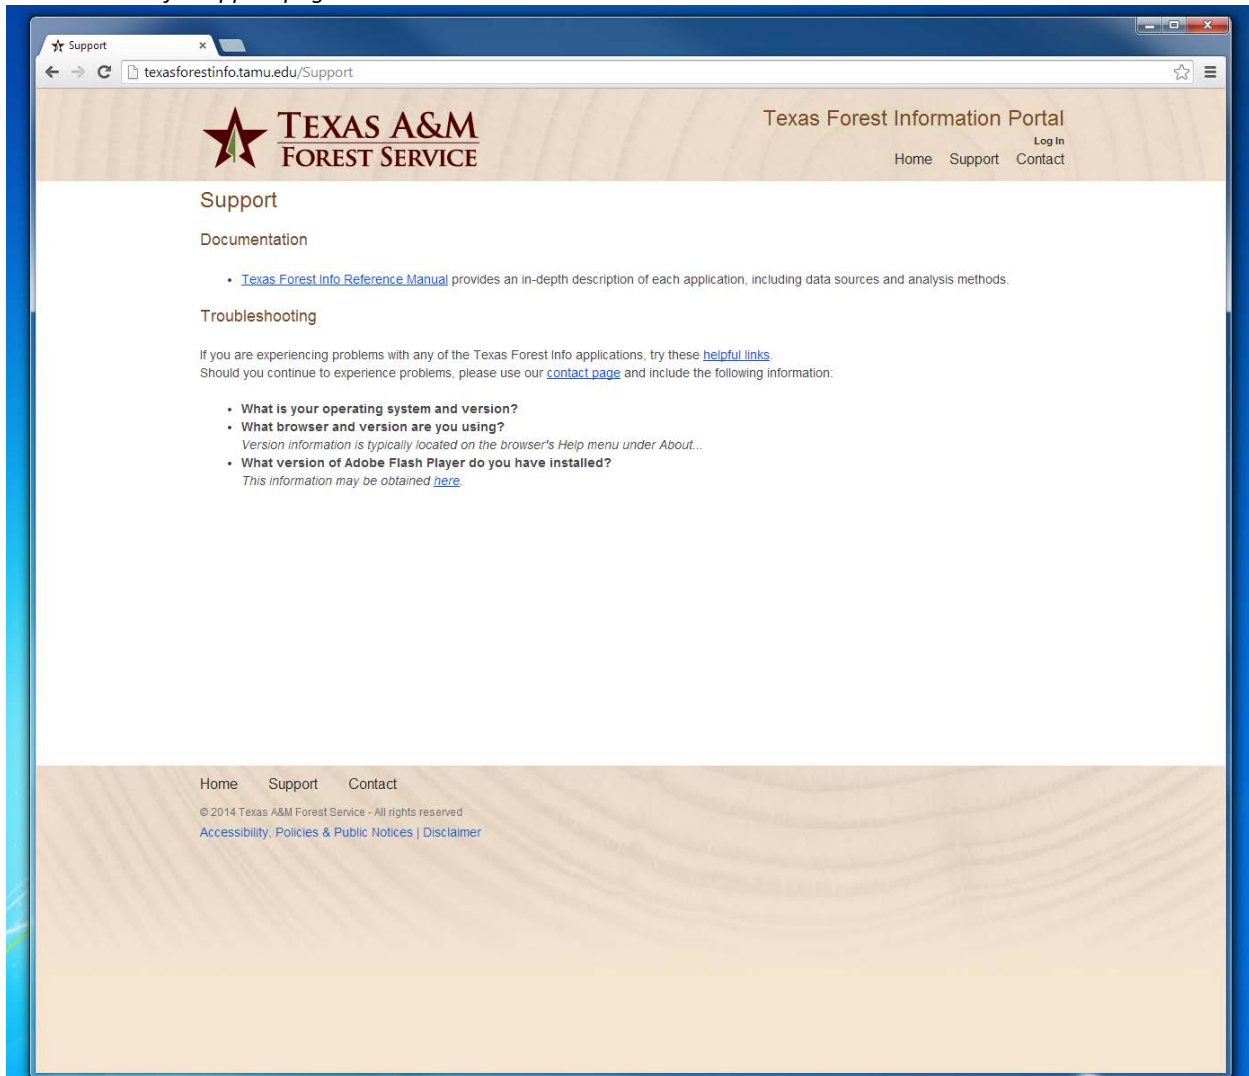 Support
texasforestinfo.tamu.edu/Support
TEXAS A&M
FOREST SERVICE
Texas Forest Information Portal
Log In
Home Support Contact
Support
Documentation
• Texas Forest Info Reference Manual provides an in-depth description of each application, including data sources and analysis methods.
Troubleshooting
If you are experiencing problems with any of the Texas Forest Info applications, try these helpful links.
Should you continue to experience problems, please use our contact page and include the following information:
• What is your operating system and version?
• What browser and version are you using?
Version information is typically located on the browser's Help menu under About...
• What version of Adobe Flash Player do you have installed?
This information may be obtained here.
Home Support Contact
© 2014 Texas A&M Forest Service - All rights reserved
Accessibility, Policies & Public Notices | Disclaimer